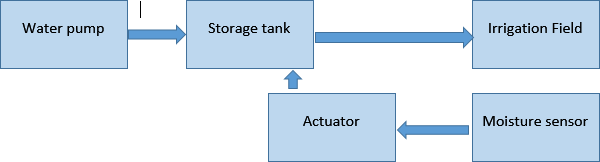 Water pump
Storage tank
Irrigation Field
Actuator
Moisture sensor